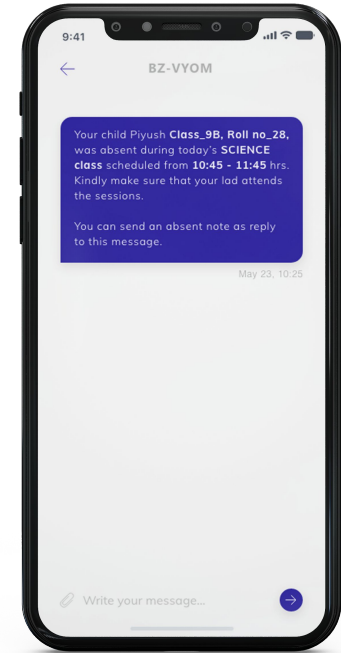 9:41
BZ-VYOM
Your child Piyush Class_9B, Roll no_28,
was absent during today's SCIENCE
class scheduled from 10:45 - 11:45 hrs.
Kindly make sure that your lad attends
the sessions.
You can send an absent note as reply
to this message.
May 23, 10:25
Write your message...